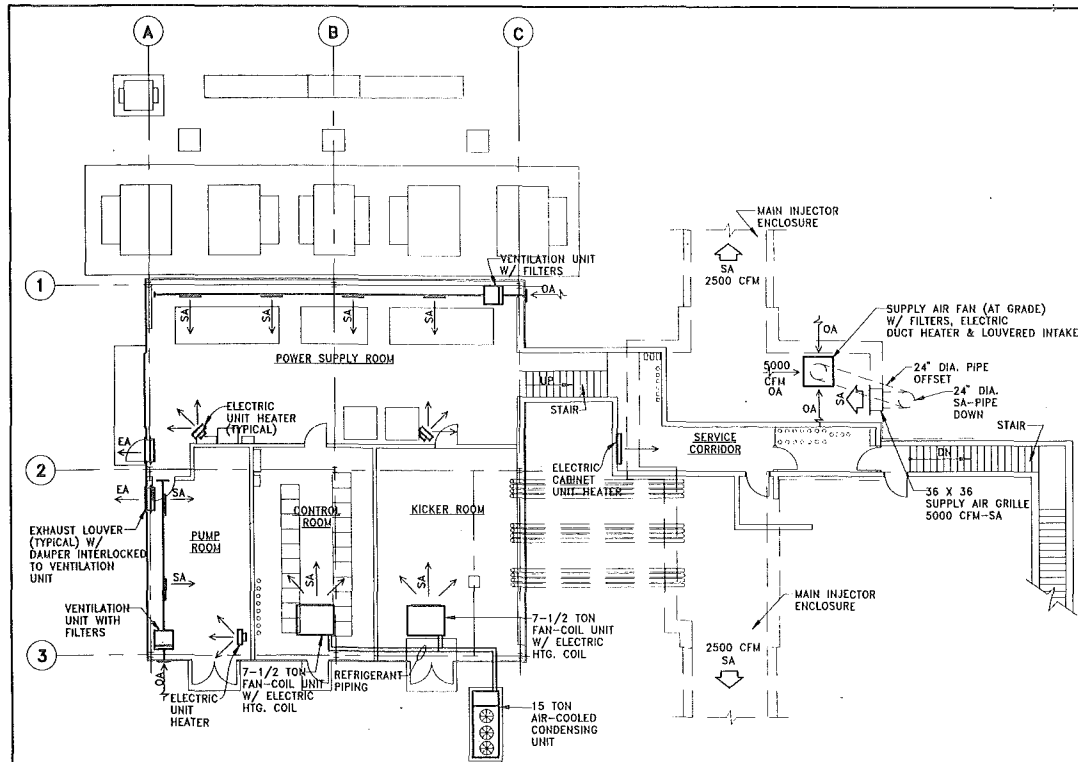 A
B
C
1
2
3
VENTILATION UNIT
W/ FILTERS
OA
SA
SA
SA
SA
POWER SUPPLY ROOM
ELECTRIC
UNIT HEATER
(TYPICAL)
UP
STAIR
MAIN INJECTOR
ENCLOSURE
SA
2500 CFM
SUPPLY AIR FAN (AT GRADE)
W/ FILTERS, ELECTRIC
DUCT HEATER & LOUVERED INTAKE
OA
5000
CFM
OA
SA
OA
24" DIA. PIPE
OFFSET
24" DIA.
SA-PIPE
DOWN
STAIR
DN
SERVICE
CORRIDOR
ELECTRIC
CABINET
UNIT HEATER
36 X 36
SUPPLY AIR GRILLE
5000 CFM-SA
EA
EA
SA
EXHAUST LOUVER
(TYPICAL) W/
DAMPER INTERLOCKED
TO VENTILATION
UNIT
PUMP
ROOM
CONTROL
ROOM
KICKER ROOM
SA
SA
SA
VENTILATION
UNIT WITH
FILTERS
OA
ELECTRIC
UNIT
HEATER
7-1/2 TON
FAN-COIL UNIT
W/ ELECTRIC
HTG. COIL
REFRIGERANT
PIPING
7-1/2 TON
FAN-COIL UNIT
W/ ELECTRIC
HTG. COIL
15 TON
AIR-COOLED
CONDENSING
UNIT
MAIN INJECTOR
ENCLOSURE
2500 CFM
SA